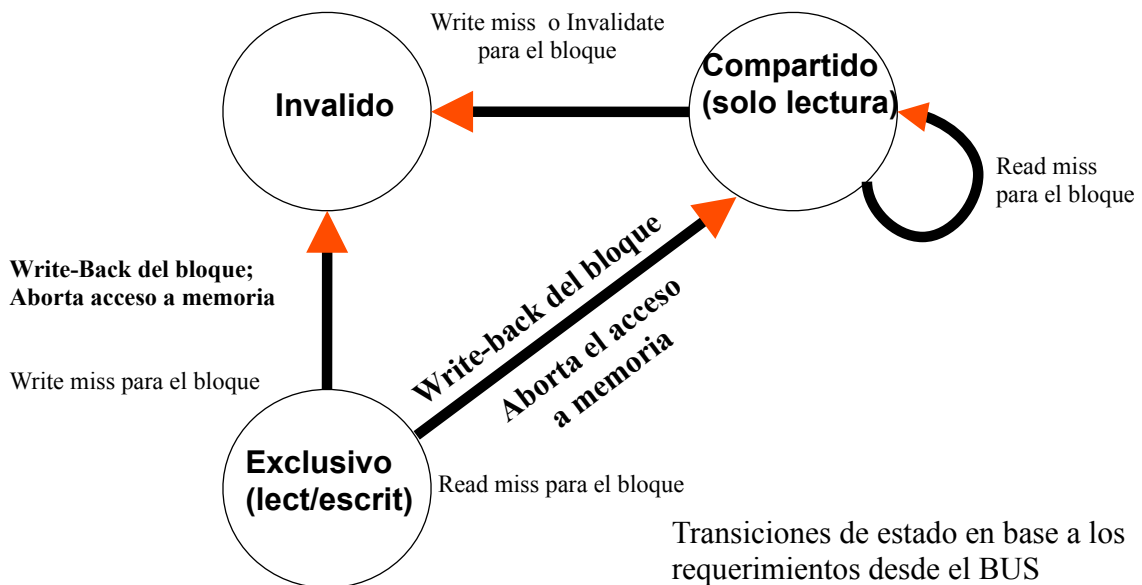 Write miss o Invalidate
para el bloque
Compartido
(solo lectura)
Invalido
Read miss
para el bloque
Write-Back del bloque;
Aborta acceso a memoria
Write-back del bloque
Aborta el acceso
a memoria
Write miss para el bloque
Exclusivo
(lect/escrit)
Read miss para el bloque
Transiciones de estado en base a los
requerimientos desde el BUS